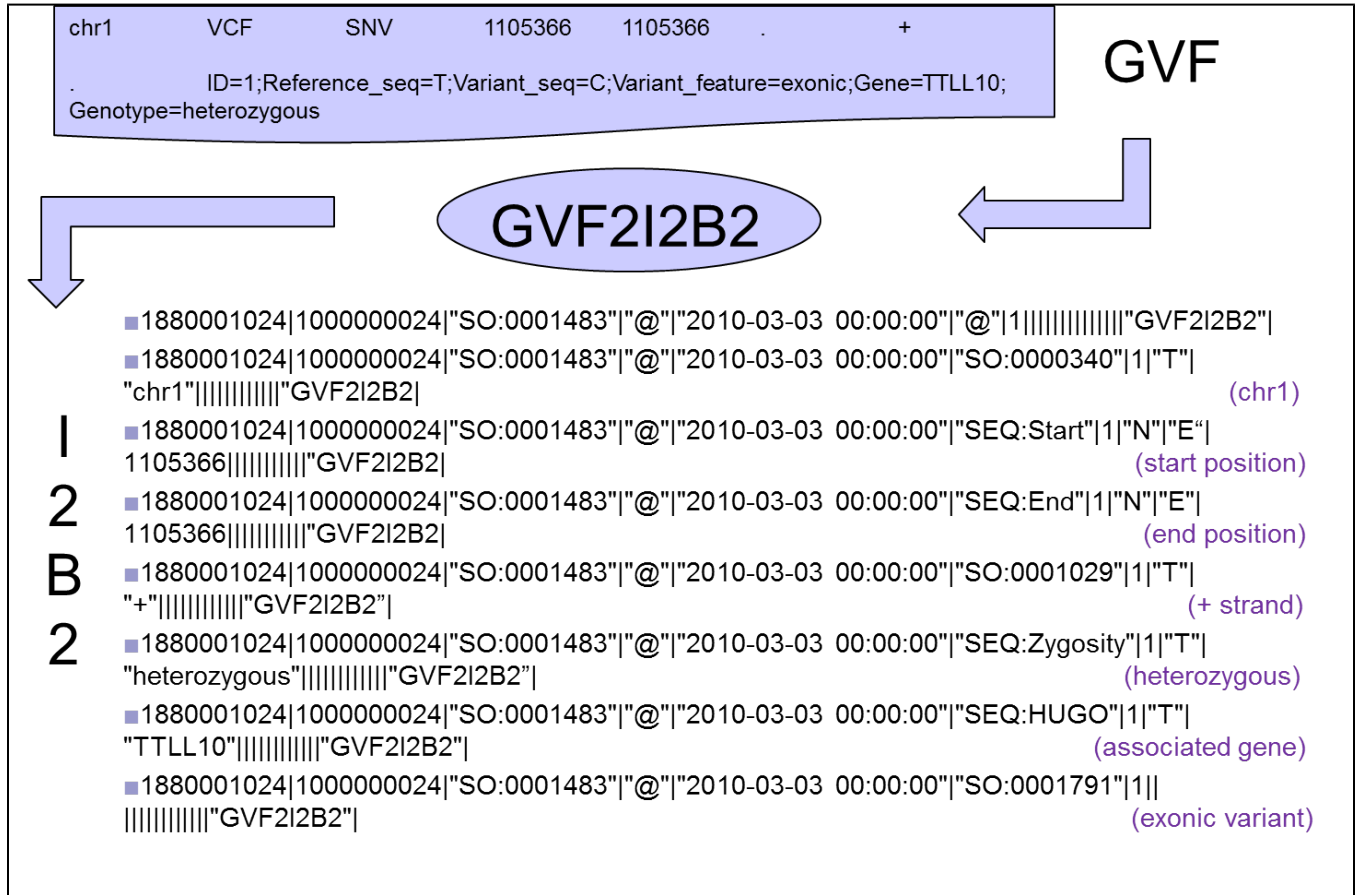 chr1 VCF SNV 1105366 1105366 . +
. ID=1;Reference_seq=T;Variant_seq=C;Variant_feature=exonic;Gene=TTLL10;
Genotype=heterozygous
GVF
GVF2I2B2
I
2
B
2
1880001024|1000000024|"SO:0001483"|"@"|"2010-03-03 00:00:00"|"@"|1|||||||||||||||"GVF2I2B2"|
1880001024|1000000024|"SO:0001483"|"@"|"2010-03-03 00:00:00"|"SO:0000340"|1|"T"|
"chr1"||||||||||||"GVF2I2B2| (chr1)
1880001024|1000000024|"SO:0001483"|"@"|"2010-03-03 00:00:00"|"SEQ:Start"|1|"N"|"E“|
1105366|||||||||||"GVF2I2B2| (start position)
1880001024|1000000024|"SO:0001483"|"@"|"2010-03-03 00:00:00"|"SEQ:End"|1|"N"|"E"|
1105366|||||||||||"GVF2I2B2| (end position)
1880001024|1000000024|"SO:0001483"|"@"|"2010-03-03 00:00:00"|"SO:0001029"|1|"T"|
"+"||||||||||||"GVF2I2B2”| (+ strand)
1880001024|1000000024|"SO:0001483"|"@"|"2010-03-03 00:00:00"|"SEQ:Zygosity"|1|"T"|
"heterozygous"||||||||||||"GVF2I2B2”| (heterozygous)
1880001024|1000000024|"SO:0001483"|"@"|"2010-03-03 00:00:00"|"SEQ:HUGO"|1|"T"|
"TTLL10"||||||||||||"GVF2I2B2"| (associated gene)
1880001024|1000000024|"SO:0001483"|"@"|"2010-03-03 00:00:00"|"SO:0001791"|1||
||||||||||||"GVF2I2B2"| (exonic variant)